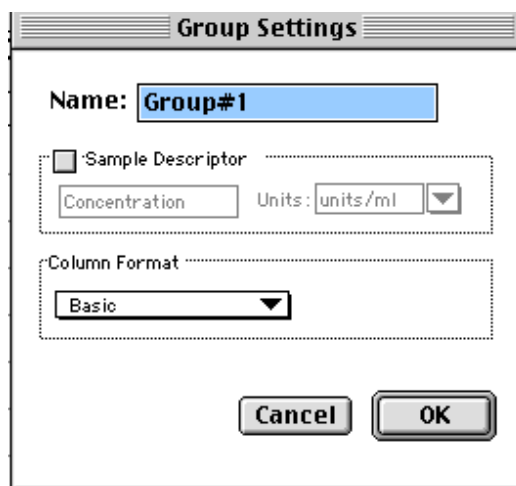 Group Settings
Name: Group#1
Sample Descriptor
Concentration Units: units/ml
Column Format
Basic
Cancel OK